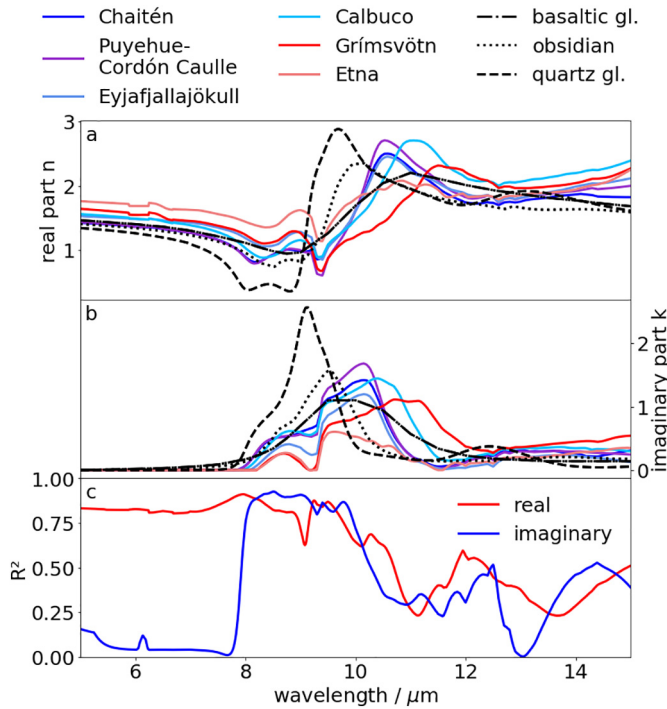 Chaitén
Puyehue-
Cordón Caulle
Eyjafjallajökull
Calbuco
Grímsvötn
Etna
basaltic gl.
obsidian
quartz gl.
a
real part n
3
2
1
b
imaginary part k
2
1
0
c
R²
1.00
0.75
0.50
0.25
0.00
real
imaginary
6 8 10 12 14
wavelength / μm